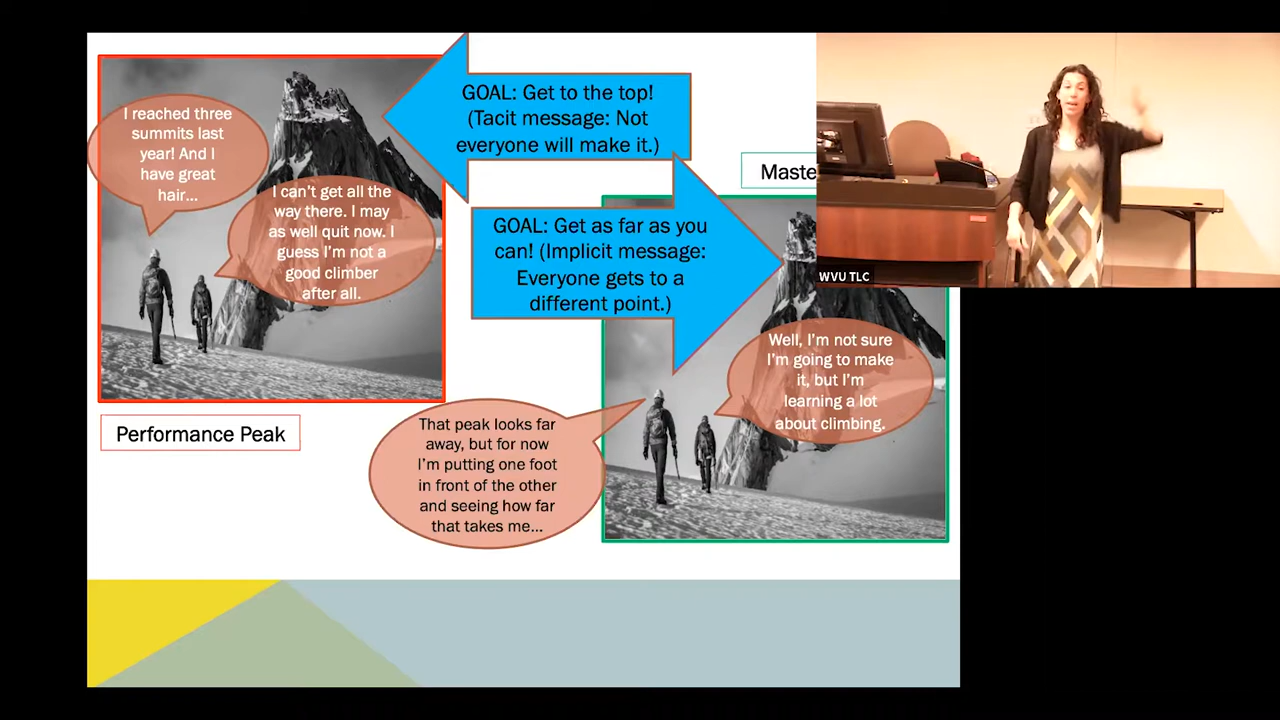 I reached three
summits last
year! And I
have great
hair...
I can't get all the
way there. I may
as well quit now. I
guess I'm not a
good climber
after all.
Performance Peak
GOAL: Get to the top!
(Tacit message: Not
everyone will make it.)
GOAL: Get as far as you
can! (Implicit message:
Everyone gets to a
different point.)
Maste
That peak looks far
away, but for now
I'm putting one foot
in front of the other
and seeing how far
that takes me...
Well, I'm not sure
I'm going to make
it, but I'm
learning a lot
about climbing.
WVU TLC